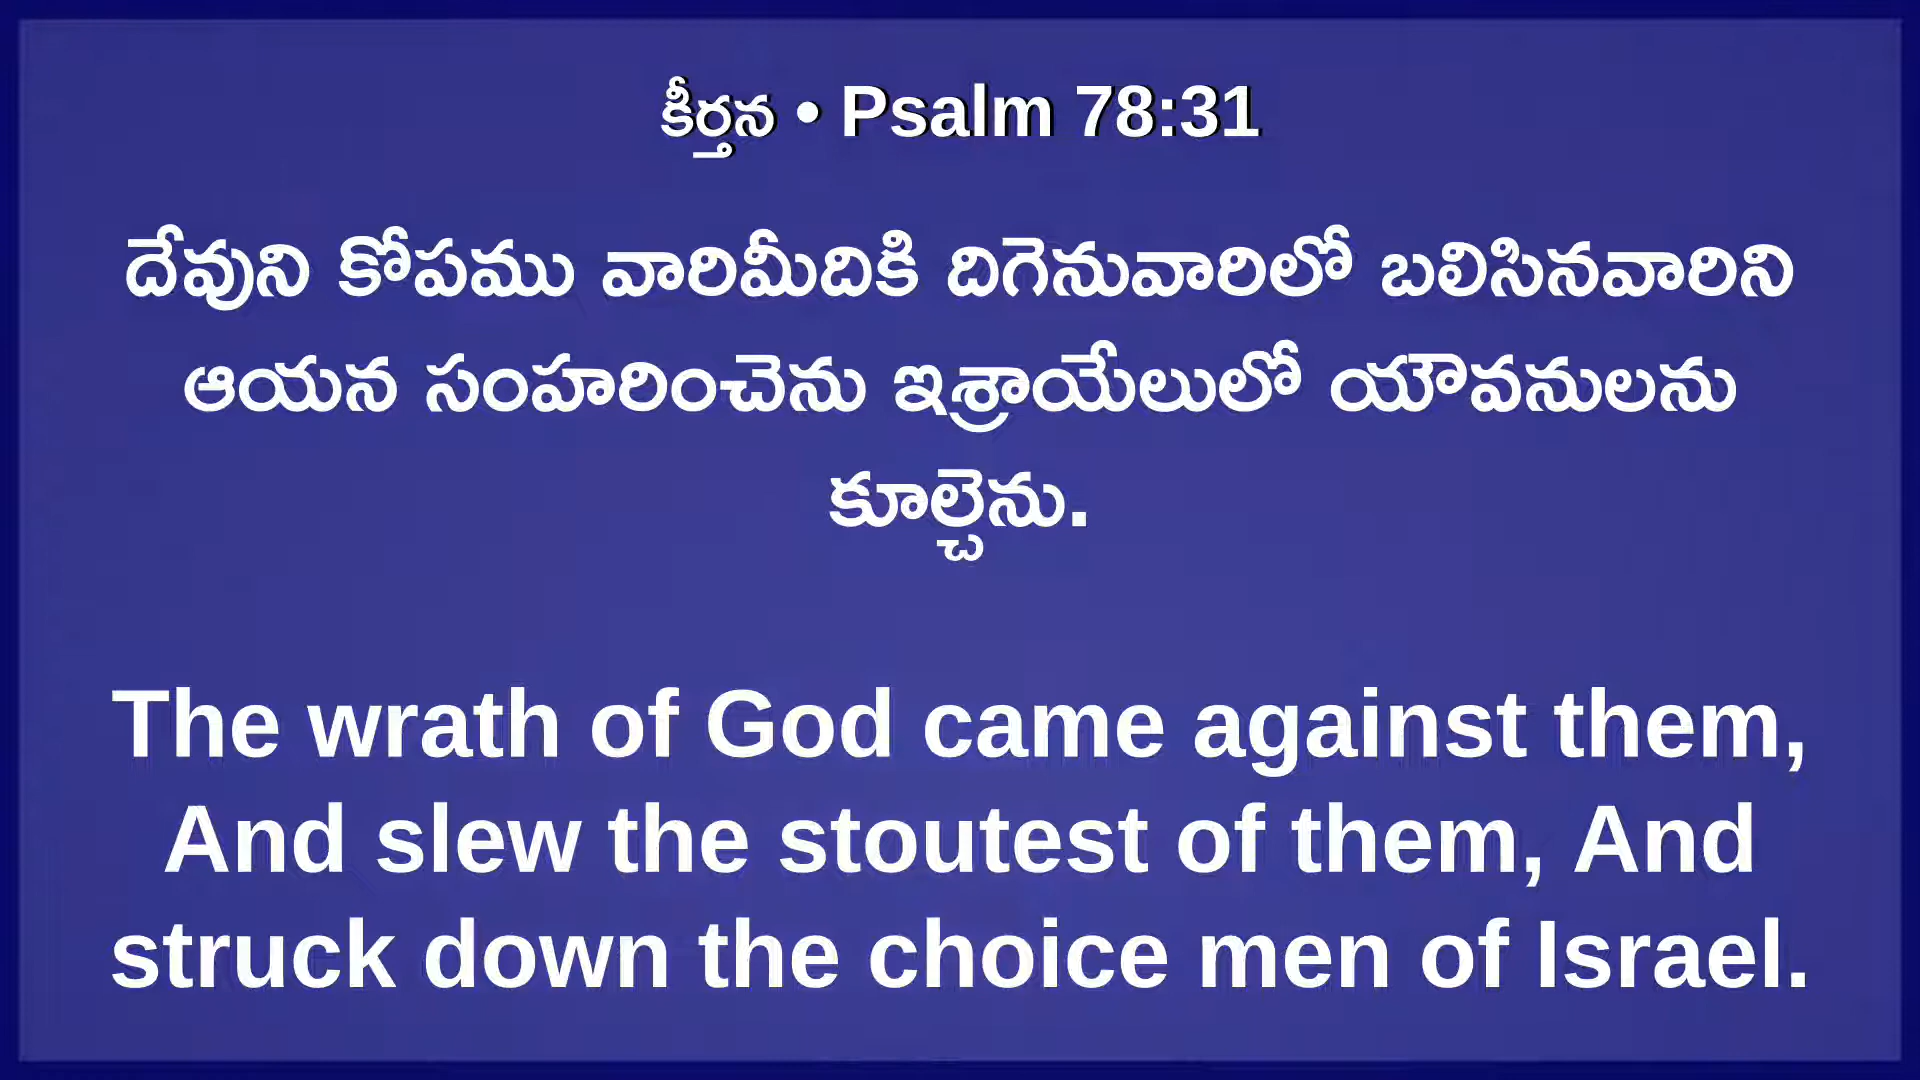 కీర్తన • Psalm 78:31
దేవుని కోపము వారిమీదికి దిగెనువారిలో బలిసినవారిని
ఆయన సంహరించెను ఇశ్రాయేలులో యౌవనులను
కూల్చెను.
The wrath of God came against them,
And slew the stoutest of them, And
struck down the choice men of Israel.